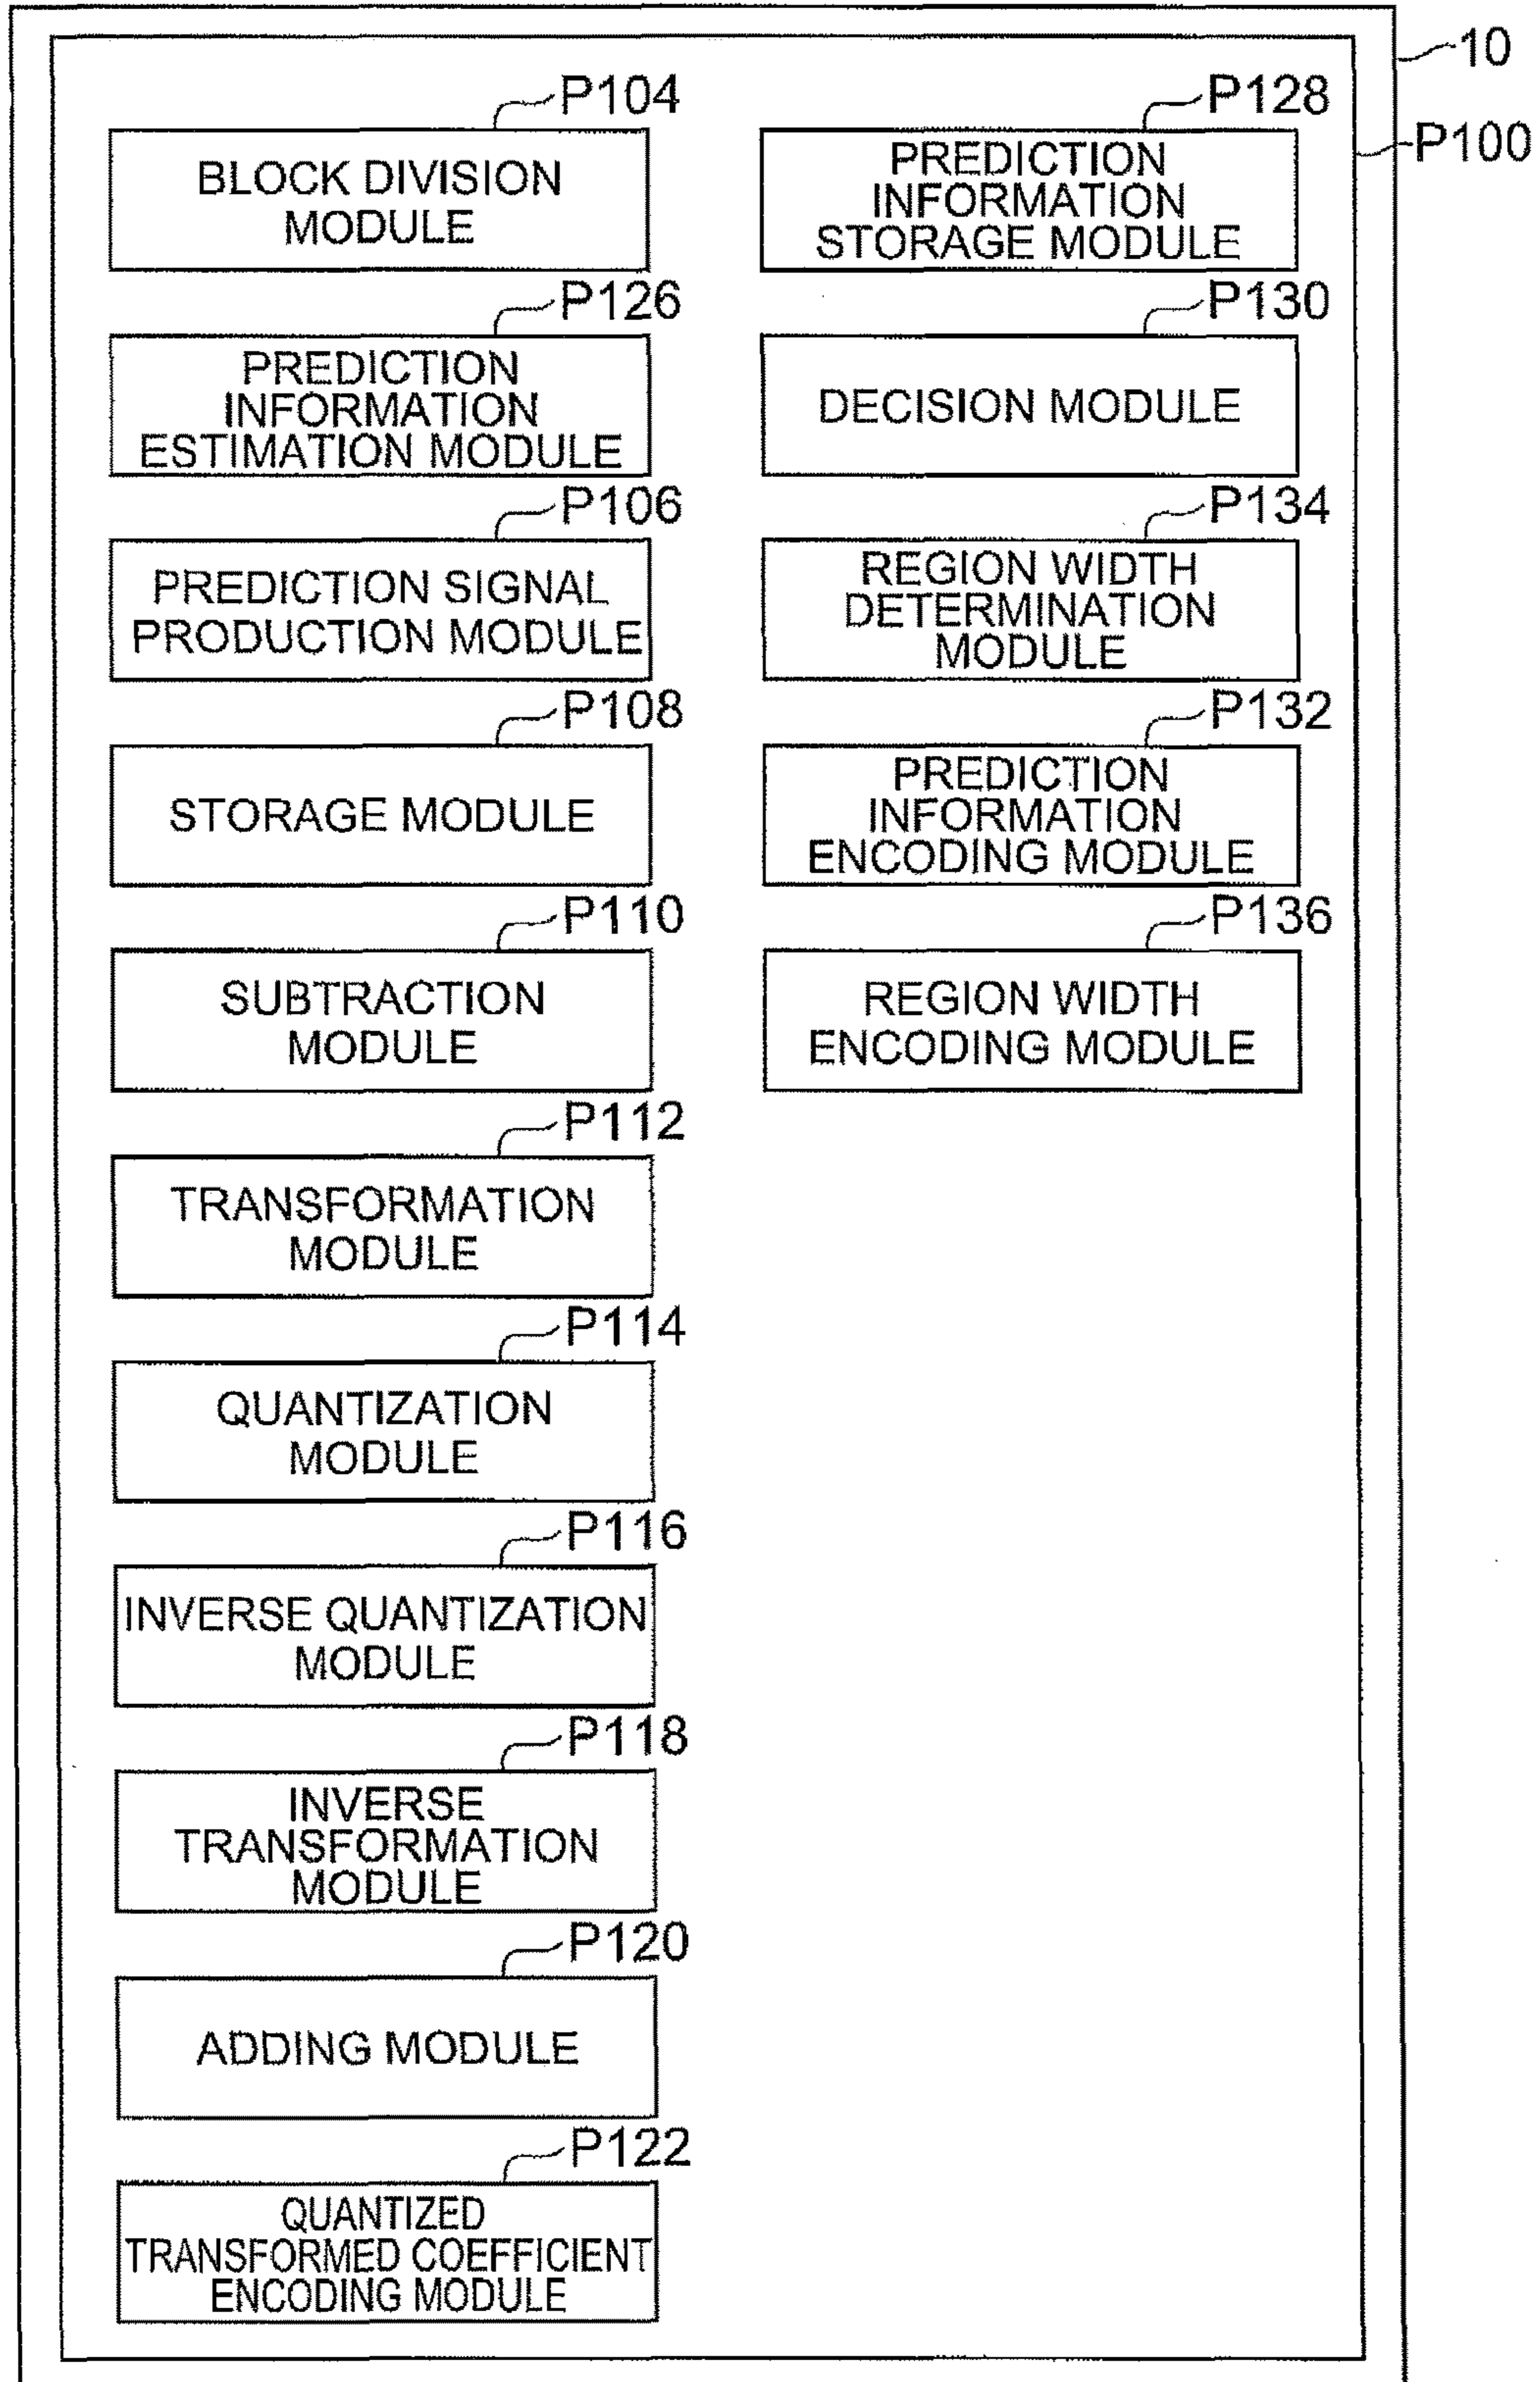 10
P100
P104
BLOCK DIVISION
MODULE
P126
PREDICTION
INFORMATION
ESTIMATION MODULE
P106
PREDICTION SIGNAL
PRODUCTION MODULE
P108
STORAGE MODULE
P110
SUBTRACTION
MODULE
P112
TRANSFORMATION
MODULE
P114
QUANTIZATION
MODULE
P116
INVERSE QUANTIZATION
MODULE
P118
INVERSE
TRANSFORMATION
MODULE
P120
ADDING MODULE
P122
QUANTIZED
TRANSFORMED COEFFICIENT
ENCODING MODULE
P128
PREDICTION
INFORMATION
STORAGE MODULE
P130
DECISION MODULE
P134
REGION WIDTH
DETERMINATION
MODULE
P132
PREDICTION
INFORMATION
ENCODING MODULE
P136
REGION WIDTH
ENCODING MODULE